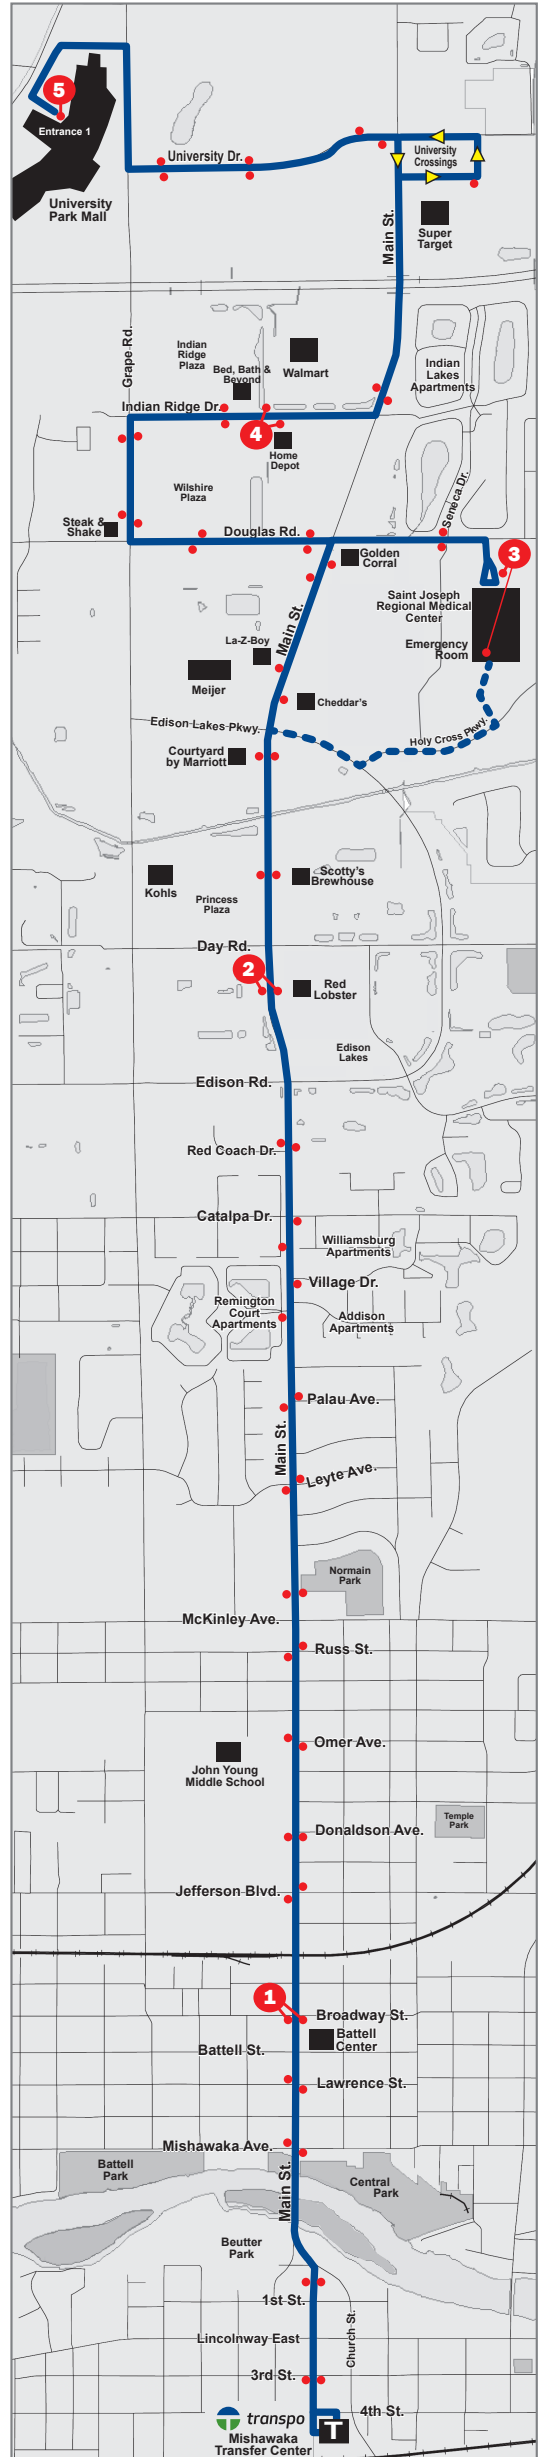 5
Entrance 1
University
Park Mall
University Dr.
University
Crossings
Main St.
Super
Target
Grape Rd.
Indian
Ridge
Plaza
Walmart
Bed, Bath &
Beyond
Indian
Lakes
Apartments
Indian Ridge Dr.
4
Home
Depot
Wilshire
Plaza
Seneca Dr.
Steak &
Shake
Douglas Rd.
Golden
Corral
3
Saint Joseph
Regional Medical
Center
Main St.
La-Z-Boy
Emergency
Room
Meijer
Cheddar's
Edison Lakes Pkwy.
Holy Cross Pkwy.
Courtyard
by Marriott
Kohls
Scotty's
Brewhouse
Princess
Plaza
Day Rd.
2
Red
Lobster
Edison
Lakes
Edison Rd.
Red Coach Dr.
Catalpa Dr.
Williamsburg
Apartments
Village Dr.
Remington
Court
Apartments
Addison
Apartments
Palau Ave.
Main St.
Leyte Ave.
Normain
Park
McKinley Ave.
Russ St.
Omer Ave.
John Young
Middle School
Temple
Park
Donaldson Ave.
Jefferson Blvd.
1
Broadway St.
Battell
Center
Battell St.
Lawrence St.
Mishawaka Ave.
Battell
Park
Main St.
Central
Park
Beutter
Park
1st St.
Church St.
Lincolnway East
3rd St.
4th St.
transpo
T
Mishawaka
Transfer Center